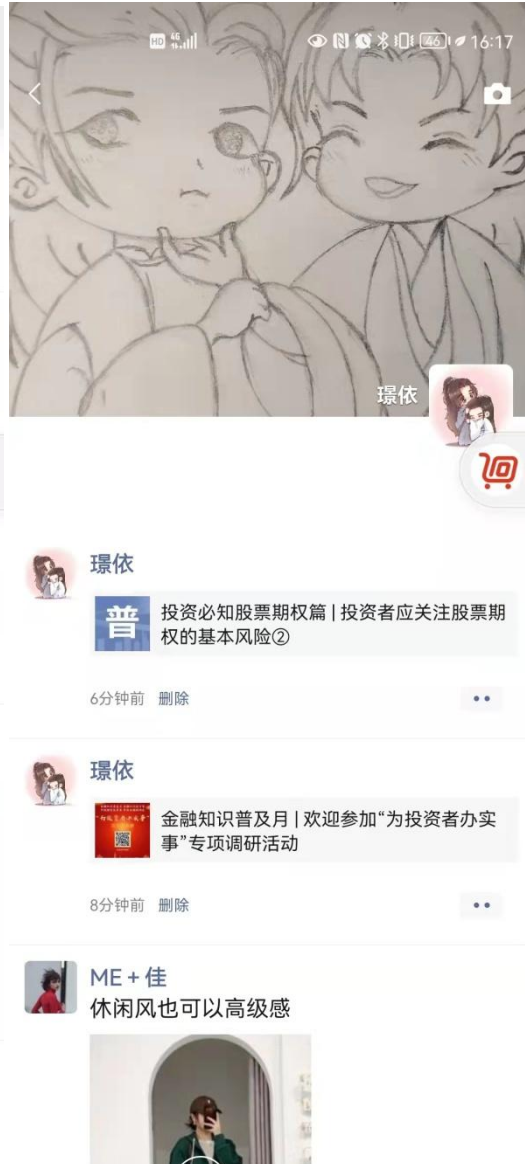 HD 4G 46 16:17
璟依
璟依
普
投资必知股票期权篇 | 投资者应关注股票期
权的基本风险②
6分钟前 删除
璟依
金融知识普及月 | 欢迎参加“为投资者办实
事”专项调研活动
8分钟前 删除
ME + 佳
休闲风也可以高级感